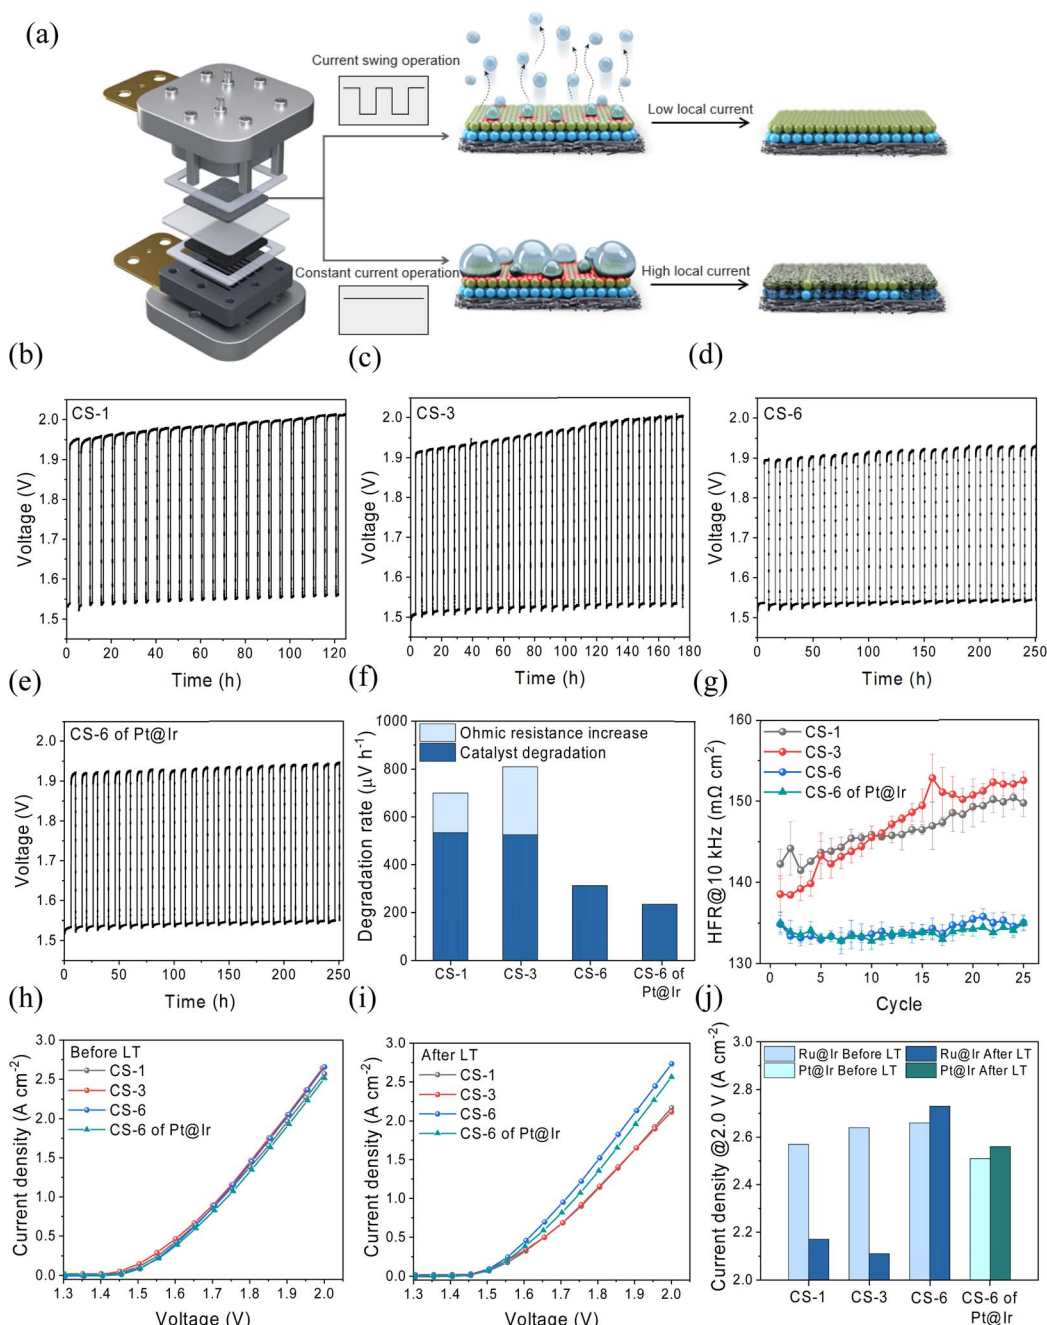 (a)
Current swing operation
Low local current
Constant current operation
High local current
(b)
(c)
(d)
CS-1
2.0
1.9
1.8
1.7
1.6
1.5
Voltage (V)
0 20 40 60 80 100 120
Time (h)
CS-3
2.0
1.9
1.8
1.7
1.6
1.5
Voltage (V)
0 20 40 60 80 100 120 140 160 180
Time (h)
CS-6
2.0
1.9
1.8
1.7
1.6
1.5
Voltage (V)
0 50 100 150 200 250
Time (h)
(e)
(f)
(g)
CS-6 of Pt@Ir
2.0
1.9
1.8
1.7
1.6
1.5
Voltage (V)
0 50 100 150 200 250
Time (h)
Ohmic resistance increase
Catalyst degradation
1000
800
600
400
200
0
Degradation rate (μV h⁻¹)
CS-1 CS-3 CS-6 CS-6 of
Pt@Ir
CS-1
CS-3
CS-6
CS-6 of Pt@Ir
160
150
140
130
HFR@10 kHz (mΩ cm²)
0 5 10 15 20 25
Cycle
(h)
(i)
(j)
Before LT
CS-1
CS-3
CS-6
CS-6 of Pt@Ir
3.0
2.5
2.0
1.5
1.0
0.5
0.0
Current density (A cm⁻²)
1.3 1.4 1.5 1.6 1.7 1.8 1.9 2.0
Voltage (V)
After LT
CS-1
CS-3
CS-6
CS-6 of Pt@Ir
3.0
2.5
2.0
1.5
1.0
0.5
0.0
Current density (A cm⁻²)
1.3 1.4 1.5 1.6 1.7 1.8 1.9 2.0
Voltage (V)
Ru@Ir Before LT Ru@Ir After LT
Pt@Ir Before LT Pt@Ir After LT
3.0
2.8
2.6
2.4
2.2
2.0
Current density @2.0 V (A cm⁻²)
CS-1 CS-3 CS-6 CS-6 of
Pt@Ir